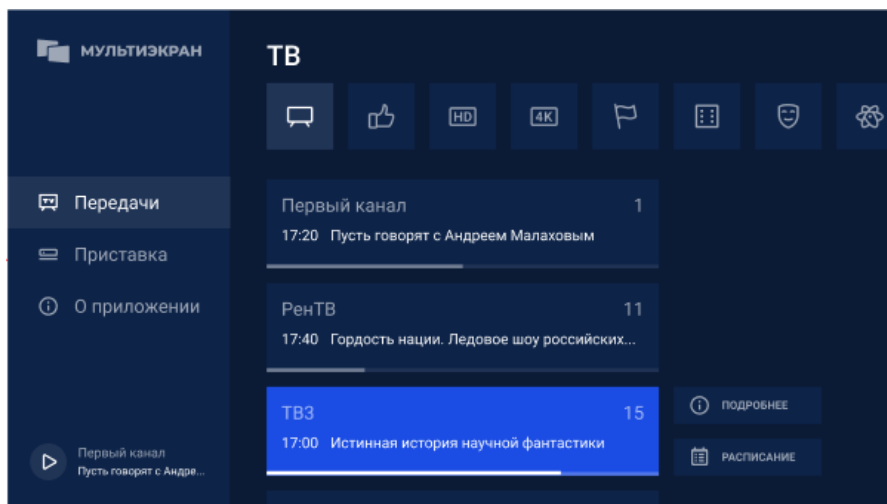 МУЛЬТИЭКРАН
ТВ
HD
4K
Передачи
Приставка
О приложении
Первый канал 1
17:20 Пусть говорят с Андреем Малаховым
РенТВ 11
17:40 Гордость нации. Ледовое шоу российских...
ТВ3 15
17:00 Истинная история научной фантастики
ПОДРОБНЕЕ
РАСПИСАНИЕ
Первый канал
Пусть говорят с Андре...